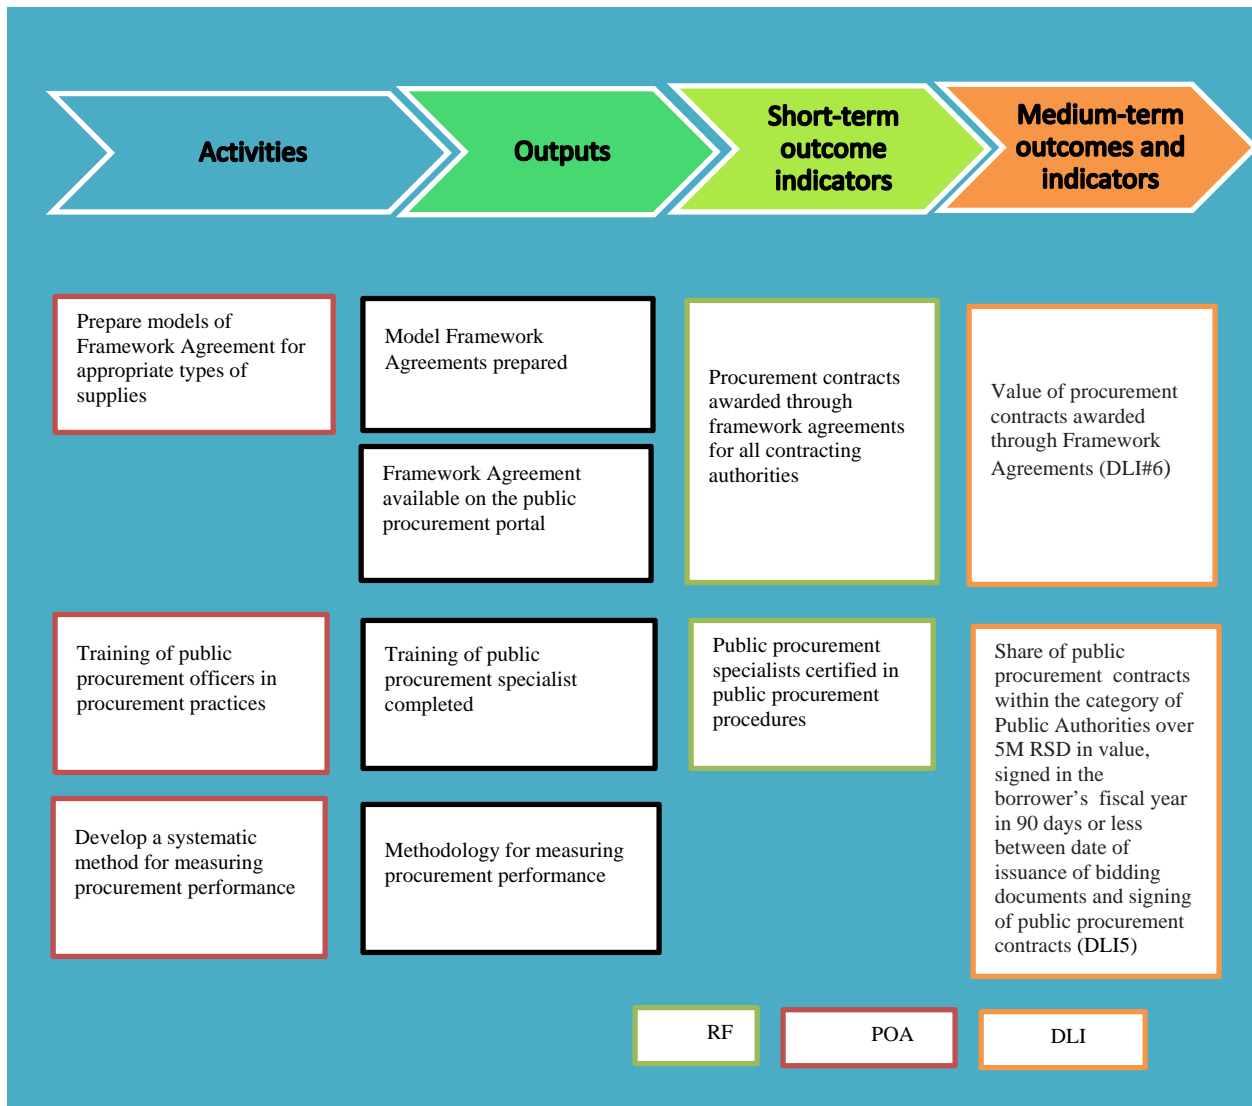 Activities
Outputs
Short-term
outcome
indicators
Medium-term
outcomes and
indicators
Prepare models of
Framework Agreement for
appropriate types of
supplies
Model Framework
Agreements prepared
Framework Agreement
available on the public
procurement portal
Procurement contracts
awarded through
framework agreements
for all contracting
authorities
Value of procurement
contracts awarded
through Framework
Agreements (DLI#6)
Training of public
procurement officers in
procurement practices
Training of public
procurement specialist
completed
Public procurement
specialists certified in
public procurement
procedures
Share of public
procurement contracts
within the category of
Public Authorities over
5M RSD in value,
signed in the
borrower’s fiscal year
in 90 days or less
between date of
issuance of bidding
documents and signing
of public procurement
contracts (DLI5)
Develop a systematic
method for measuring
procurement performance
Methodology for measuring
procurement performance
RF
POA
DLI